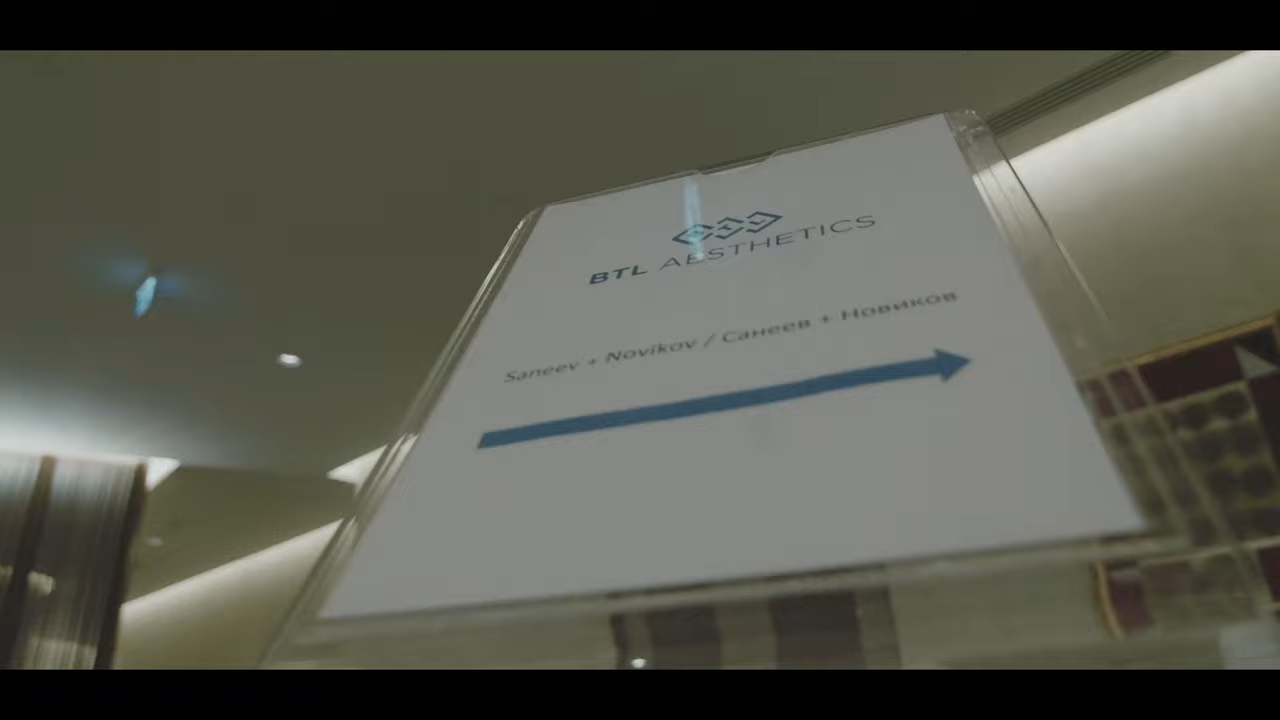 BTL AESTHETICS
Saneev + Novikov / Санеев + Новиков